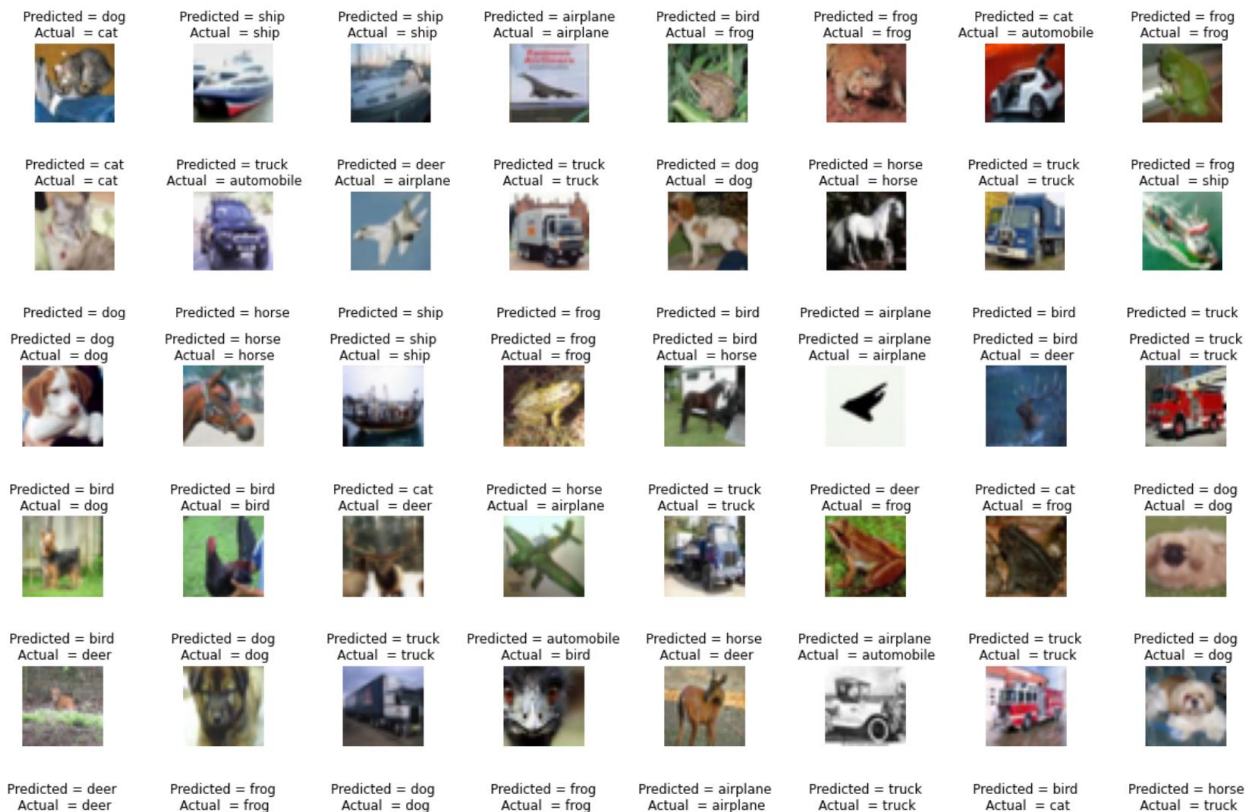 Predicted = dog Predicted = ship Predicted = ship Predicted = airplane Predicted = bird Predicted = frog Predicted = cat Predicted = frog
Actual = cat Actual = ship Actual = ship Actual = airplane Actual = frog Actual = frog Actual = automobile Actual = frog
Predicted = cat Predicted = truck Predicted = deer Predicted = truck Predicted = dog Predicted = horse Predicted = truck Predicted = frog
Actual = cat Actual = automobile Actual = airplane Actual = truck Actual = dog Actual = horse Actual = truck Actual = ship
Predicted = dog Predicted = horse Predicted = ship Predicted = frog Predicted = bird Predicted = airplane Predicted = bird Predicted = truck
Predicted = dog Predicted = horse Predicted = ship Predicted = frog Predicted = bird Predicted = airplane Predicted = bird Predicted = truck
Actual = dog Actual = horse Actual = ship Actual = frog Actual = horse Actual = airplane Actual = deer Actual = truck
Predicted = bird Predicted = bird Predicted = cat Predicted = horse Predicted = truck Predicted = deer Predicted = cat Predicted = dog
Actual = dog Actual = bird Actual = deer Actual = airplane Actual = truck Actual = frog Actual = frog Actual = dog
Predicted = bird Predicted = dog Predicted = truck Predicted = automobile Predicted = horse Predicted = airplane Predicted = truck Predicted = dog
Actual = deer Actual = dog Actual = truck Actual = bird Actual = deer Actual = automobile Actual = truck Actual = dog
Predicted = deer Predicted = frog Predicted = dog Predicted = frog Predicted = airplane Predicted = truck Predicted = bird Predicted = horse
Actual = deer Actual = frog Actual = dog Actual = frog Actual = airplane Actual = truck Actual = cat Actual = truck